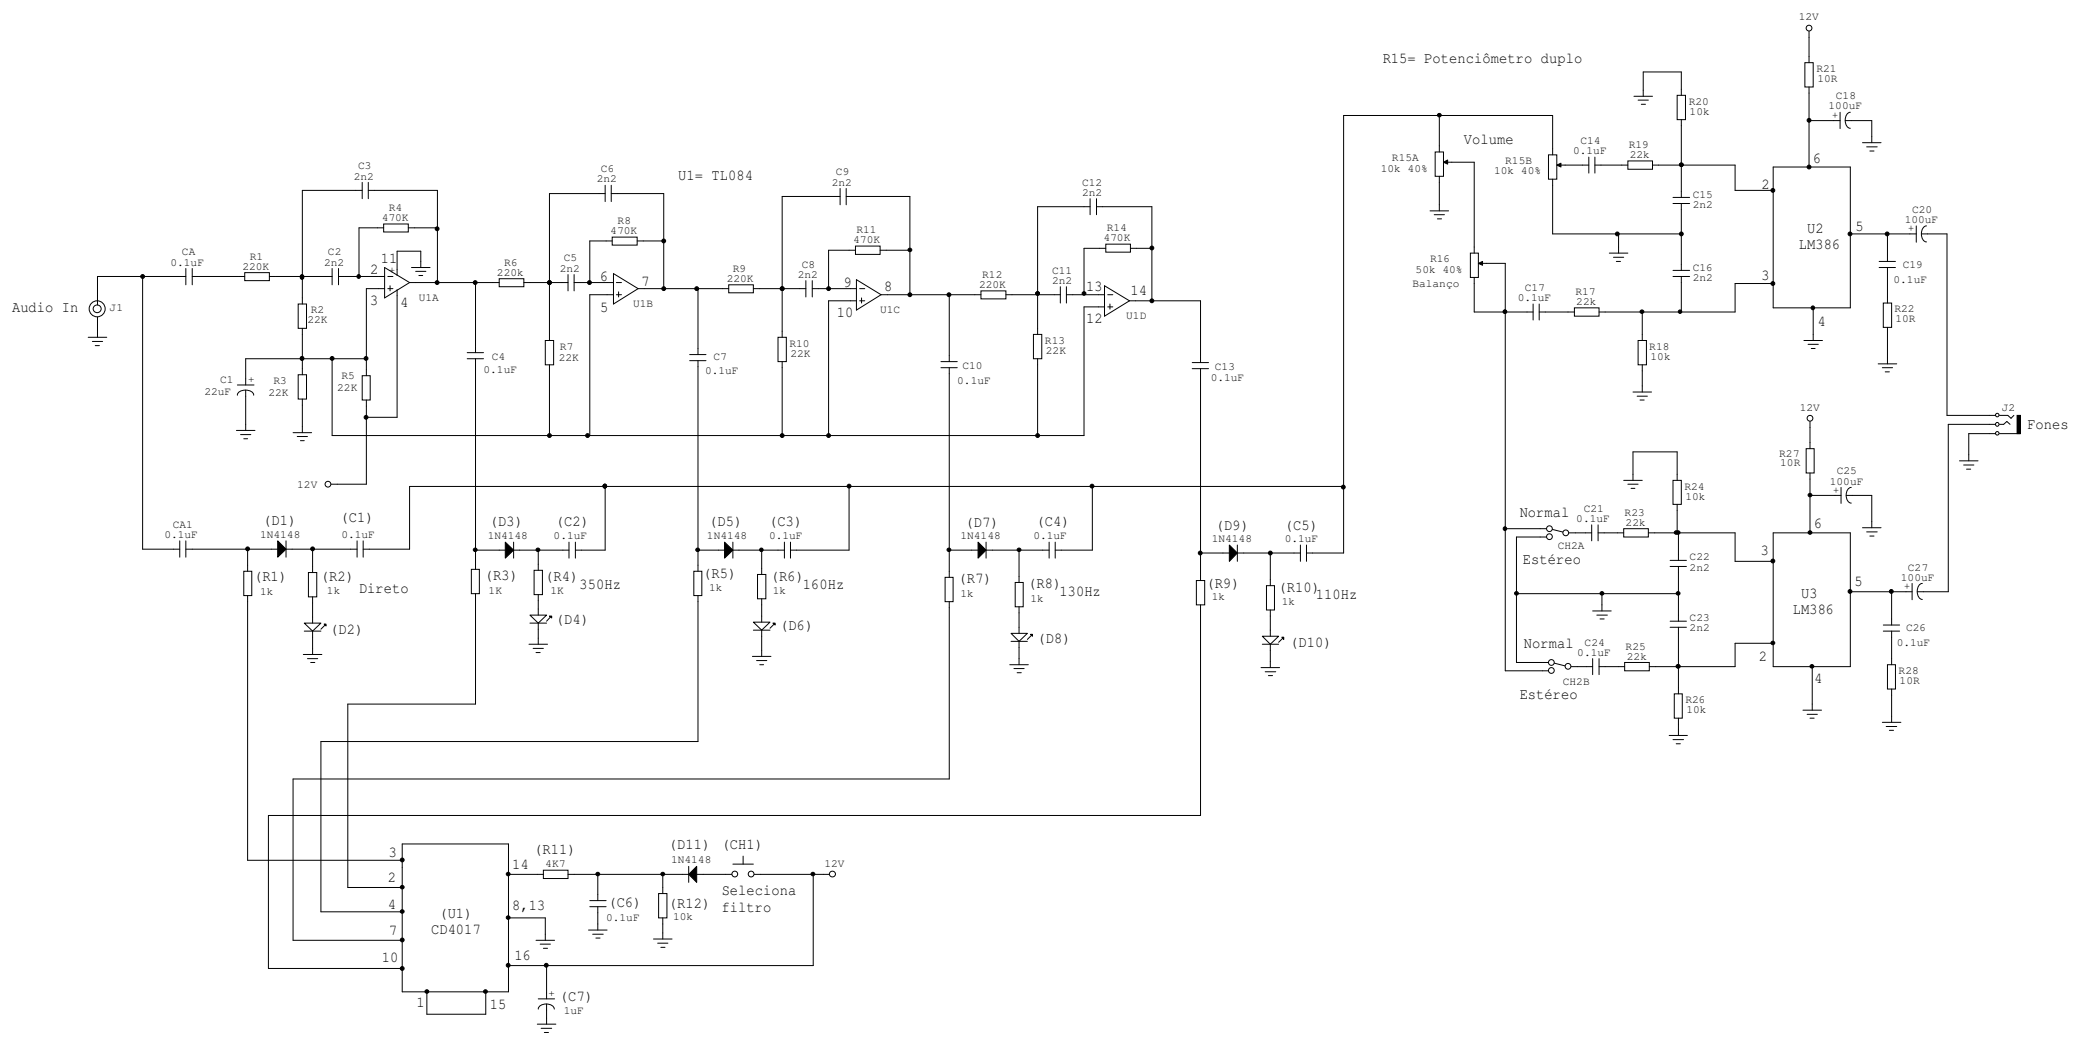 R15= Potenciômetro duplo
12V
R21
10R
C18
100uF
+
R20
10k
Volume
C14
0.1uF
R19
22k
R15A
10k 40%
R15B
10k 40%
6
2
C15
2n2
U2
LM386
5
C20
100uF
+
C19
0.1uF
R22
10R
3
4
C16
2n2
R16
50k 40%
Balanço
C17
0.1uF
R17
22k
R18
10k
C3
2n2
R4
470K
C2
2n2
CA
0.1uF
R1
220K
11
2
3
4
U1A
Audio In
J1
R2
22K
C1
22uF
+
R3
22K
R5
22K
12V
U1= TL084
C6
2n2
R8
470K
R6
220k
C5
2n2
6
5
7
U1B
R7
22K
C4
0.1uF
C9
2n2
R11
470K
R9
220K
C8
2n2
9
10
8
U1C
C7
0.1uF
R10
22K
C12
2n2
R14
470K
R12
220K
C11
2n2
13
12
14
U1D
C10
0.1uF
R13
22K
C13
0.1uF
CA1
0.1uF
(D1)
1N4148
(C1)
0.1uF
(R1)
1k
(R2)
1k
Direto
(D2)
(D3)
1N4148
(C2)
0.1uF
(R3)
1K
(R4)
1K
350Hz
(D4)
(D5)
1N4148
(C3)
0.1uF
(R5)
1k
(R6)
1k
160Hz
(D6)
(D7)
1N4148
(C4)
0.1uF
(R7)
1k
(R8)
1k
130Hz
(D8)
(D9)
1N4148
(C5)
0.1uF
(R9)
1k
(R10)
1k
110Hz
(D10)
12V
R27
10R
C25
100uF
+
R24
10k
Normal
C21
0.1uF
R23
22k
CH2A
Estéreo
6
3
C22
2n2
U3
LM386
5
C27
100uF
+
C23
2n2
C26
0.1uF
Normal
C24
0.1uF
R25
22k
2
4
CH2B
Estéreo
R26
10k
R28
10R
J2
Fones
3
2
4
7
10
(U1)
CD4017
14
8,13
16
1
15
(R11)
4K7
(D11)
1N4148
(CH1)
12V
Seleciona
filtro
(C6)
0.1uF
(R12)
10k
+
(C7)
1uF